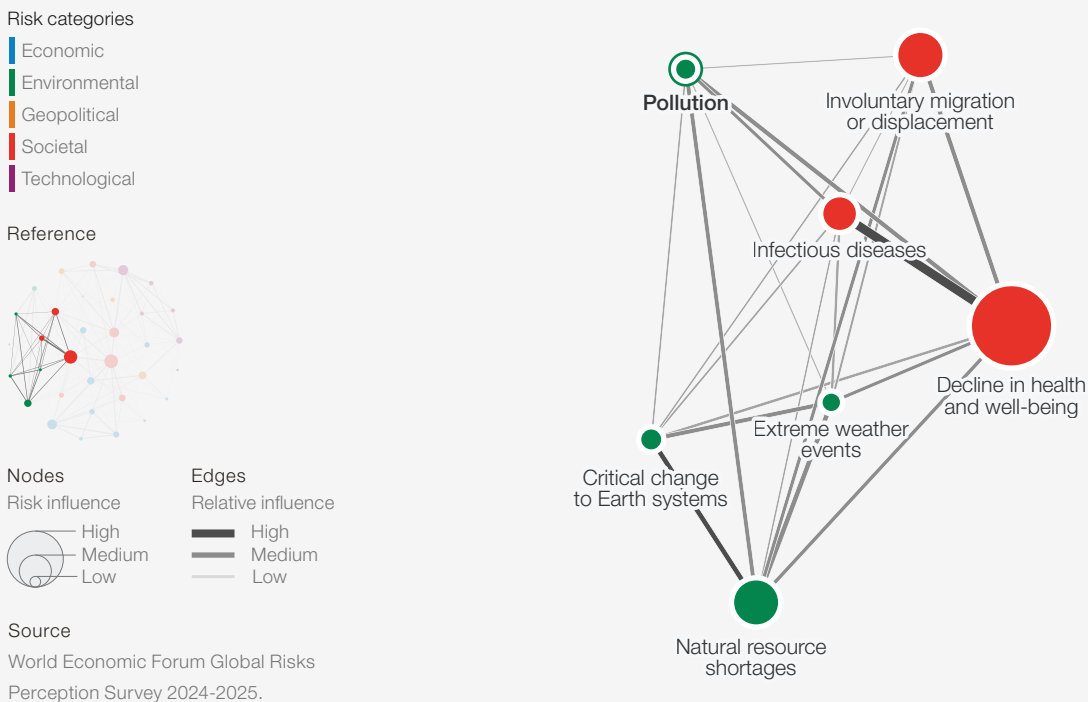 Risk categories
Economic
Environmental
Geopolitical
Societal
Technological
Reference
Nodes
Risk influence
High
Medium
Low
Edges
Relative influence
High
Medium
Low
Source
World Economic Forum Global Risks
Perception Survey 2024-2025.
Pollution
Involuntary migration
or displacement
Infectious diseases
Decline in health
and well-being
Extreme weather
events
Critical change
to Earth systems
Natural resource
shortages